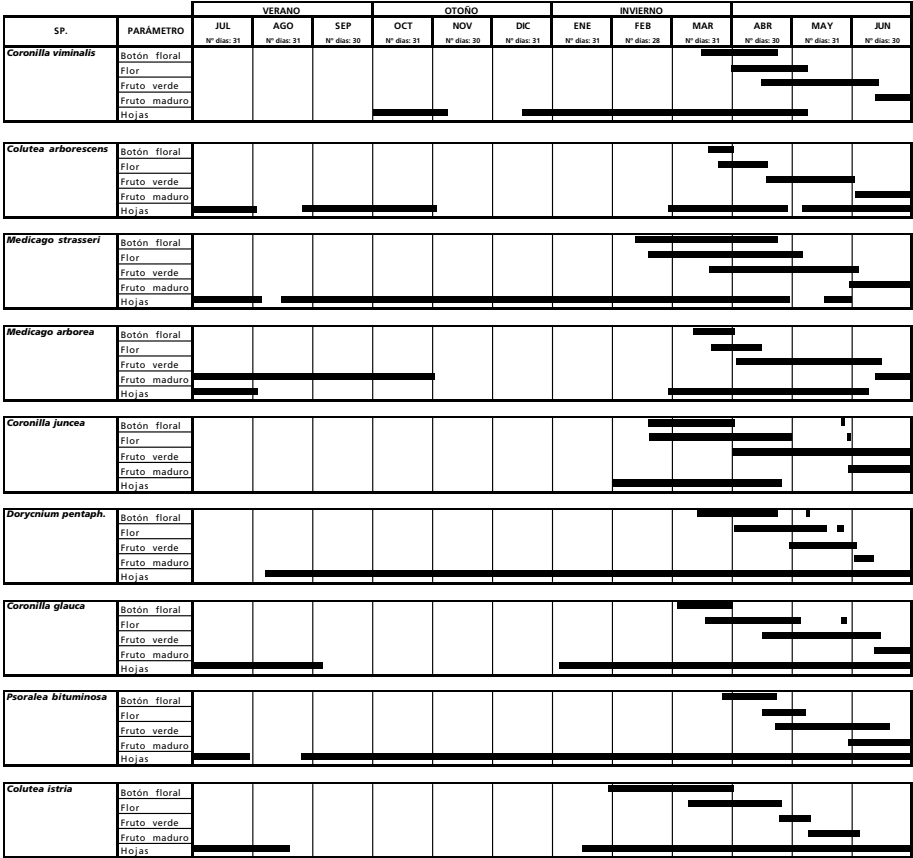 VERANO OTOÑO INVIERNO
SP. PARÁMETRO JUL AGO SEP OCT NOV DIC ENE FEB MAR ABR MAY JUN
Nº días: 31 Nº días: 31 Nº días: 30 Nº días: 31 Nº días: 30 Nº días: 31 Nº días: 31 Nº días: 28 Nº días: 31 Nº días: 30 Nº días: 31 Nº días: 30
Coronilla viminalis Botón floral
Flor
Fruto verde
Fruto maduro
Hojas
Colutea arborescens Botón floral
Flor
Fruto verde
Fruto maduro
Hojas
Medicago strasseri Botón floral
Flor
Fruto verde
Fruto maduro
Hojas
Medicago arborea Botón floral
Flor
Fruto verde
Fruto maduro
Hojas
Coronilla juncea Botón floral
Flor
Fruto verde
Fruto maduro
Hojas
Dorycnium pentaph. Botón floral
Flor
Fruto verde
Fruto maduro
Hojas
Coronilla glauca Botón floral
Flor
Fruto verde
Fruto maduro
Hojas
Psoralea bituminosa Botón floral
Flor
Fruto verde
Fruto maduro
Hojas
Colutea istria Botón floral
Flor
Fruto verde
Fruto maduro
Hojas